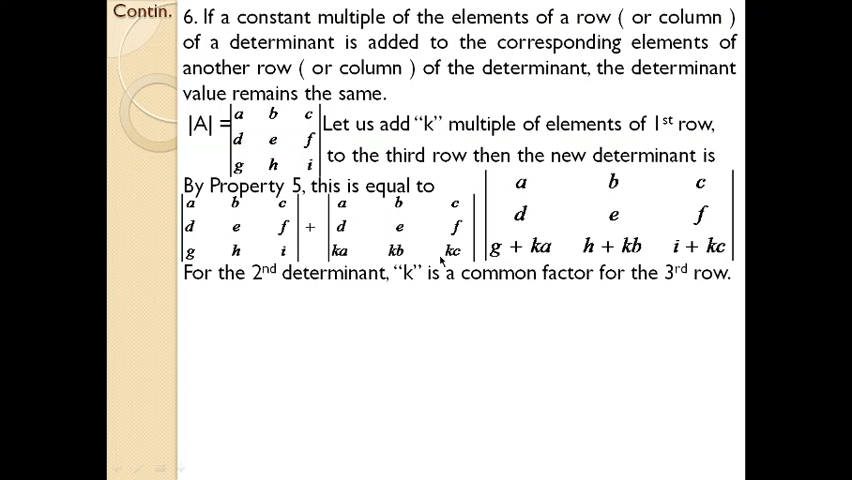 Contin.
6. If a constant multiple of the elements of a row ( or column )
of a determinant is added to the corresponding elements of
another row ( or column ) of the determinant, the determinant
value remains the same.
|A| = |a b c| Let us add “k” multiple of elements of 1st row,
|d e f|
|g h i| to the third row then the new determinant is
By Property 5, this is equal to
|a b c| + |a b c| |a b c|
|d e f| |d e f| |d e f|
|g h i| |ka kb kc| |g + ka h + kb i + kc|
For the 2nd determinant, “k” is a common factor for the 3rd row.